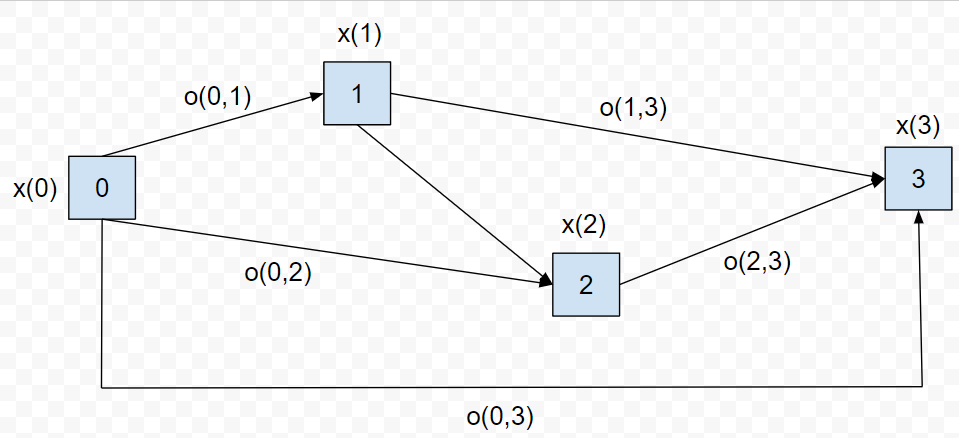 x(1)
o(0,1)
1
o(1,3)
x(3)
x(0)
0
3
x(2)
o(0,2)
2
o(2,3)
o(0,3)